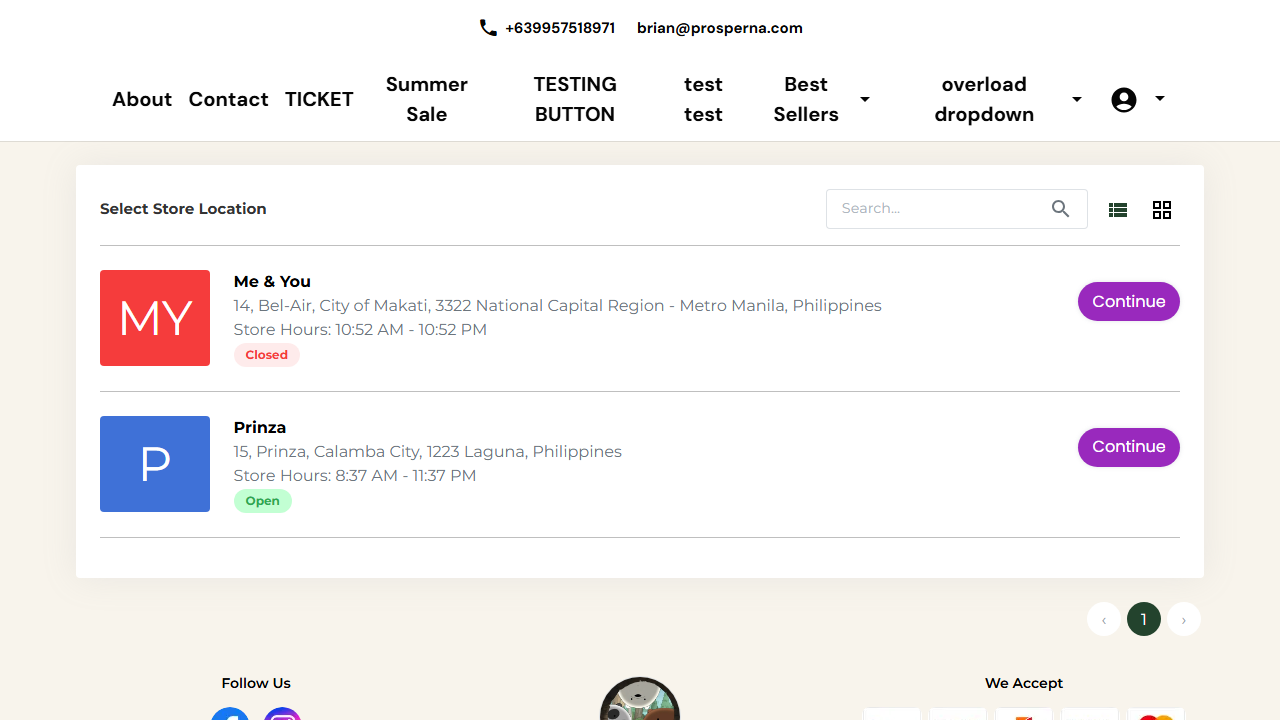 +639957518971 brian@prosperna.com
About Contact TICKET Summer Sale TESTING BUTTON test test Best Sellers overload dropdown
Select Store Location
Search...
MY
Me & You
14, Bel-Air, City of Makati, 3322 National Capital Region - Metro Manila, Philippines
Store Hours: 10:52 AM - 10:52 PM
Closed
Continue
P
Prinza
15, Prinza, Calamba City, 1223 Laguna, Philippines
Store Hours: 8:37 AM - 11:37 PM
Open
Continue
‹ 1 ›
Follow Us
We Accept